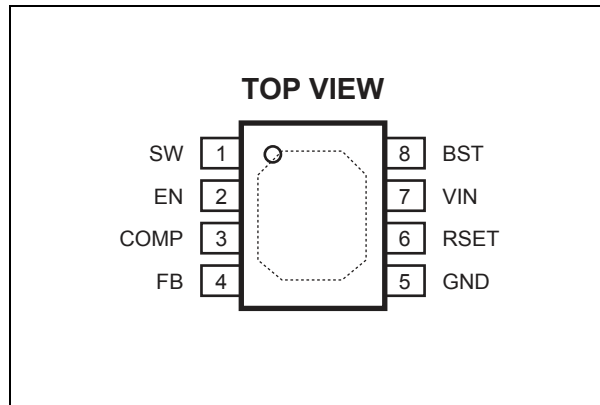 TOP VIEW
SW 1 8 BST
EN 2 7 VIN
COMP 3 6 RSET
FB 4 5 GND